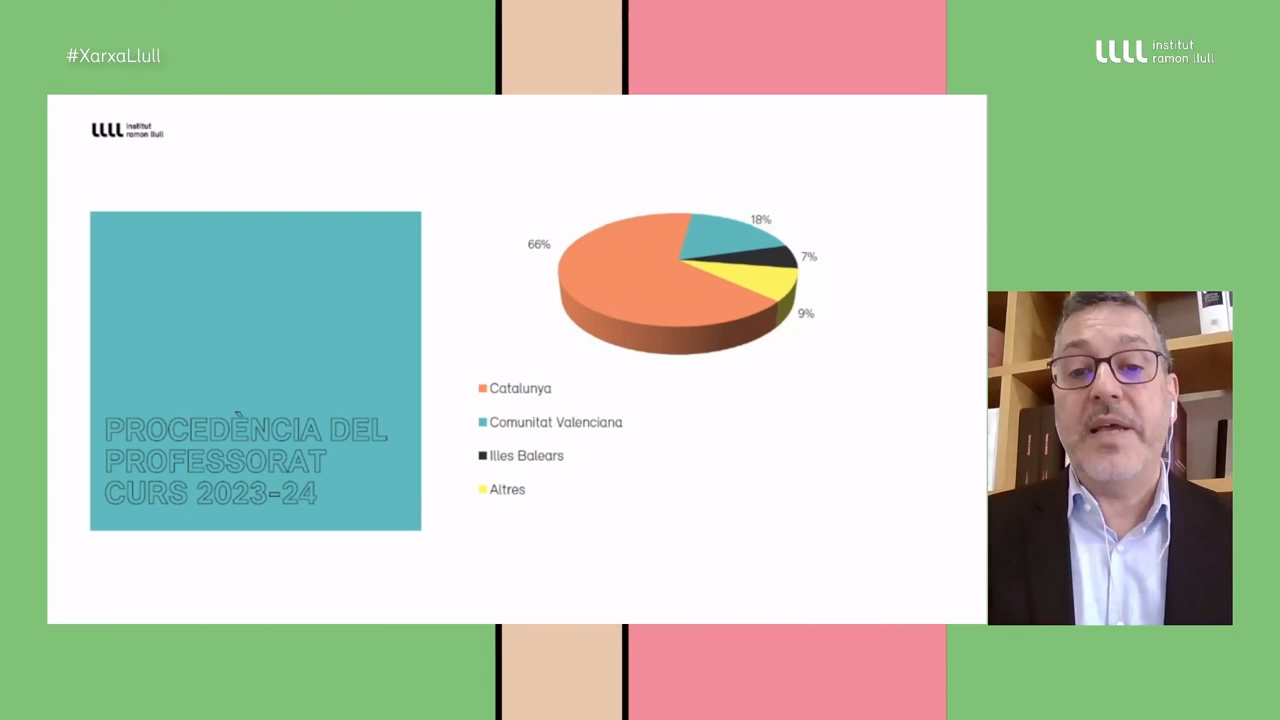 #XarxaLlull
institut
ramon llull
institut
ramon llull
PROCEDÈNCIA DEL
PROFESSORAT
CURS 2023-24
66%
18%
7%
9%
Catalunya
Comunitat Valenciana
Illes Balears
Altres